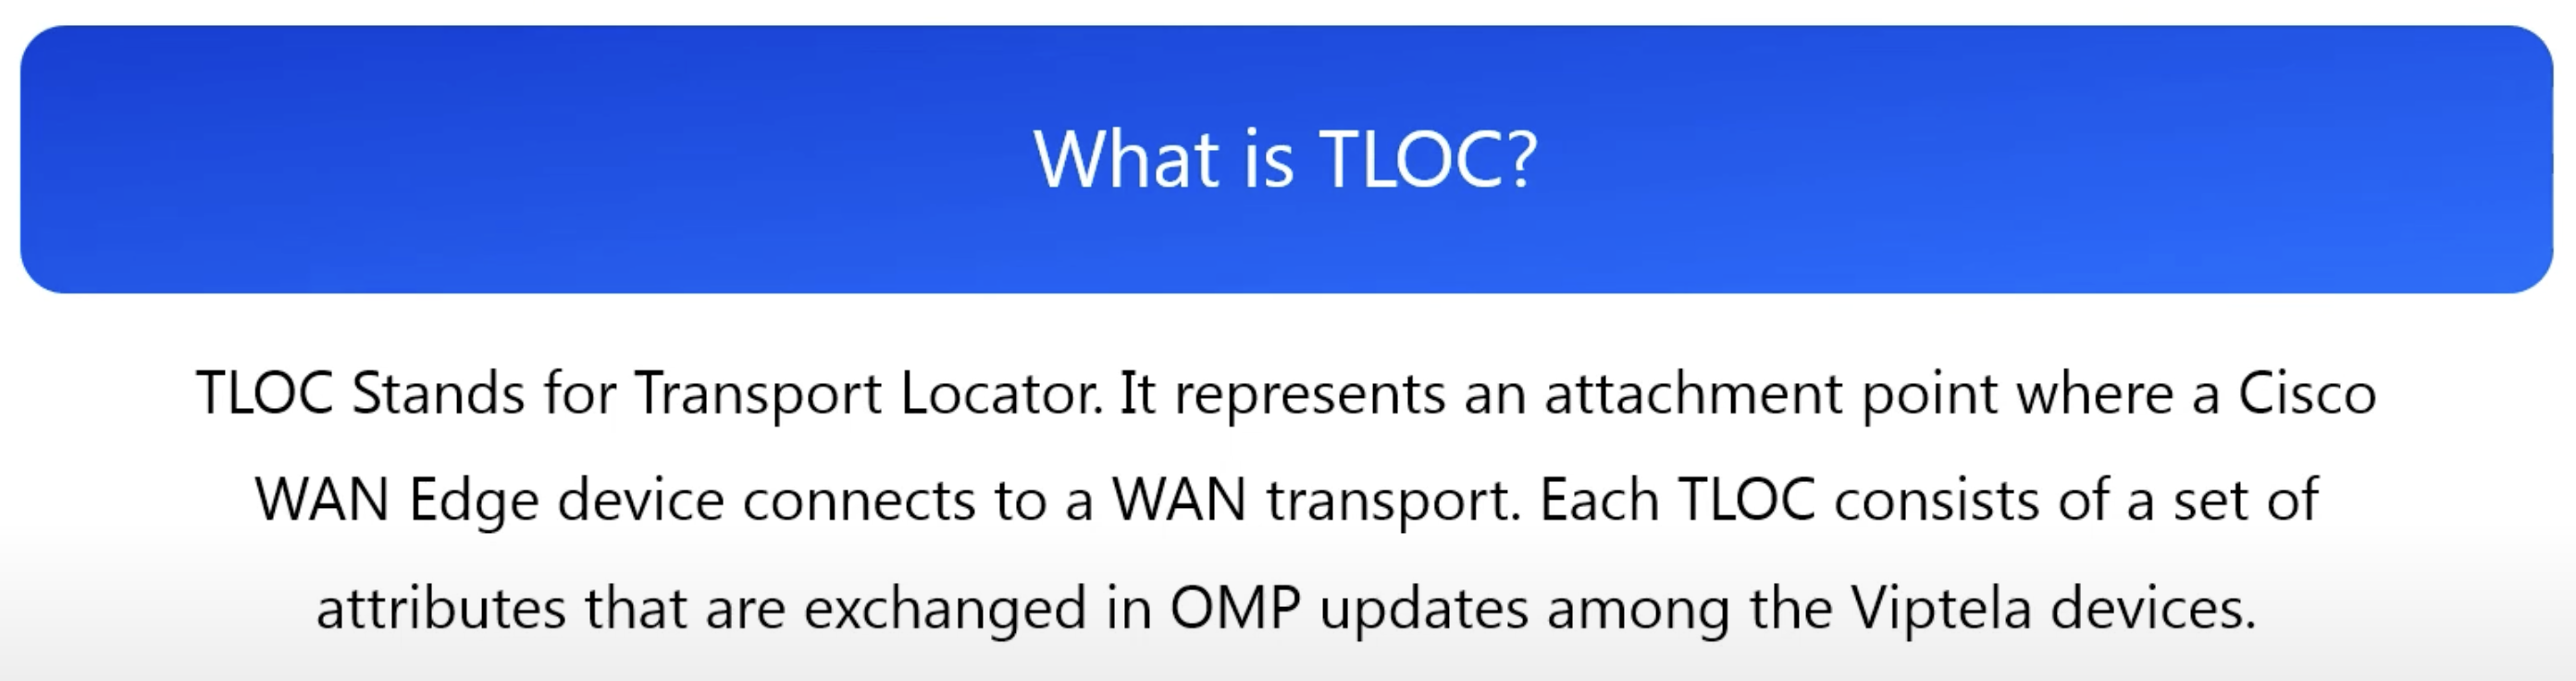 What is TLOC?
TLOC Stands for Transport Locator. It represents an attachment point where a Cisco
WAN Edge device connects to a WAN transport. Each TLOC consists of a set of
attributes that are exchanged in OMP updates among the Viptela devices.